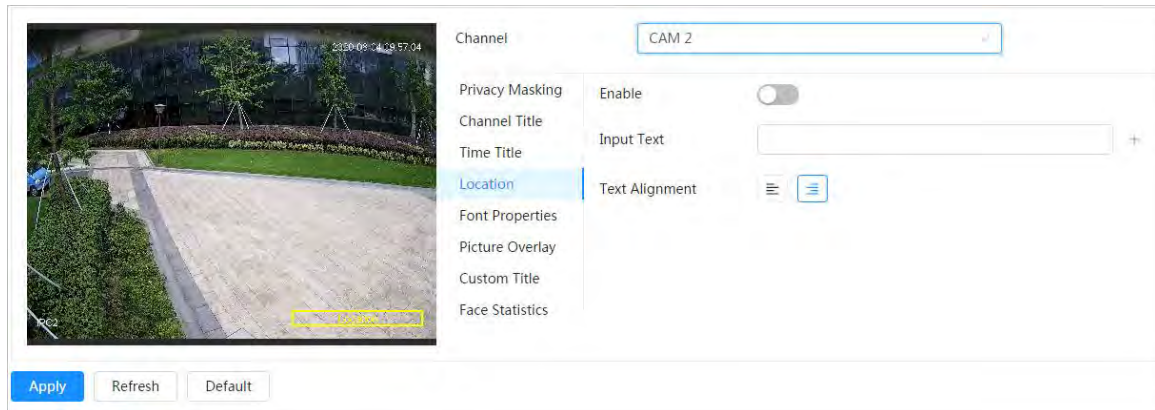 Channel
CAM 2
Privacy Masking
Channel Title
Time Title
Location
Font Properties
Picture Overlay
Custom Title
Face Statistics
Enable
Input Text
Text Alignment
IPC2
Apply
Refresh
Default